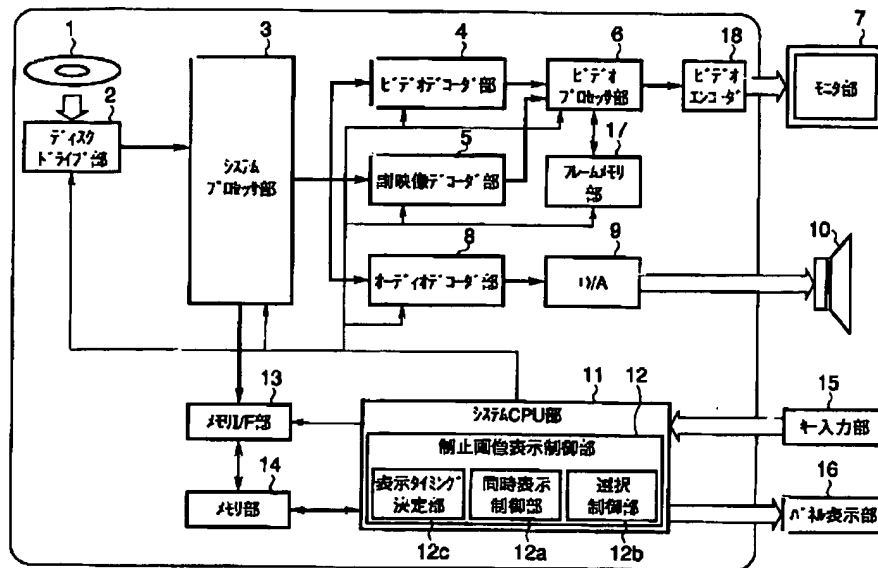 1
2
ディスク
ドライブ部
3
システム
プロセッサ部
4
ビデオデコーダ部
5
副映像デコーダ部
6
ビデオ
プロセッサ部
17
フレームメモリ
部
18
ビデオ
エンコーダ
7
モニタ部
8
オーディオデコーダ部
9
D/A
10
11
システムCPU部
12
制止画像表示制御部
表示タイミング
決定部
同時表示
制御部
選択
制御部
12c
12a
12b
13
メモリI/F部
14
メモリ部
15
キー入力部
16
パネル表示部